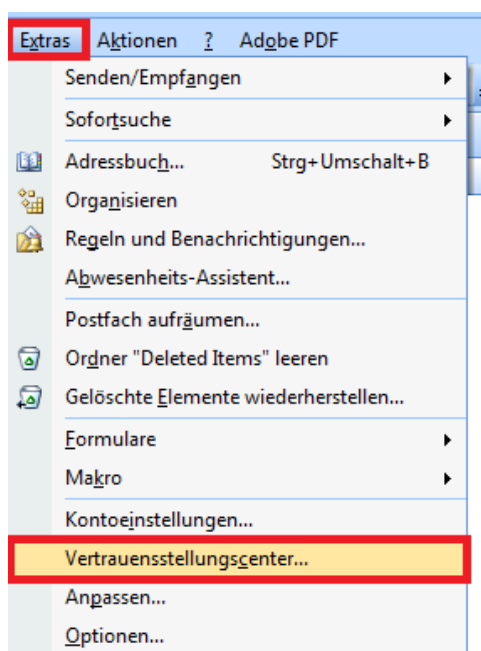 Extras Aktionen ? Adobe PDF
Senden/Empfangen
Sofortsuche
Adressbuch... Strg+Umschalt+B
Organisieren
Regeln und Benachrichtigungen...
Abwesenheits-Assistent...
Postfach aufräumen...
Ordner "Deleted Items" leeren
Gelöschte Elemente wiederherstellen...
Formulare
Makro
Kontoeinstellungen...
Vertrauensstellungscenter...
Anpassen...
Optionen...